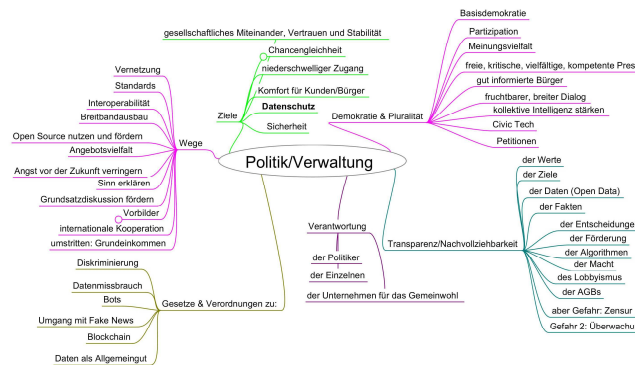 Politik/Verwaltung
Ziele
gesellschaftliches Miteinander, Vertrauen und Stabilität
Chancengleichheit
niederschwelliger Zugang
Komfort für Kunden/Bürger
Datenschutz
Sicherheit
Wege
Vernetzung
Standards
Interoperabilität
Breitbandausbau
Open Source nutzen und fördern
Angebotsvielfalt
Angst vor der Zukunft verringern
Sinn erklären
Grundsatzdiskussion fördern
Vorbilder
internationale Kooperation
umstritten: Grundeinkommen
Gesetze & Verordnungen zu:
Diskriminierung
Datenmissbrauch
Bots
Umgang mit Fake News
Blockchain
Daten als Allgemeingut
Demokratie & Pluralität
Basisdemokratie
Partizipation
Meinungsvielfalt
freie, kritische, vielfältige, kompetente Pres
gut informierte Bürger
fruchtbarer, breiter Dialog
kollektive Intelligenz stärken
Civic Tech
Petitionen
Transparenz/Nachvollziehbarkeit
der Werte
der Ziele
der Daten (Open Data)
der Fakten
der Entscheidunge
der Förderung
der Algorithmen
der Macht
des Lobbyismus
der AGBs
aber Gefahr: Zensur
Gefahr 2: Überwachu
Verantwortung
der Politiker
der Einzelnen
der Unternehmen für das Gemeinwohl